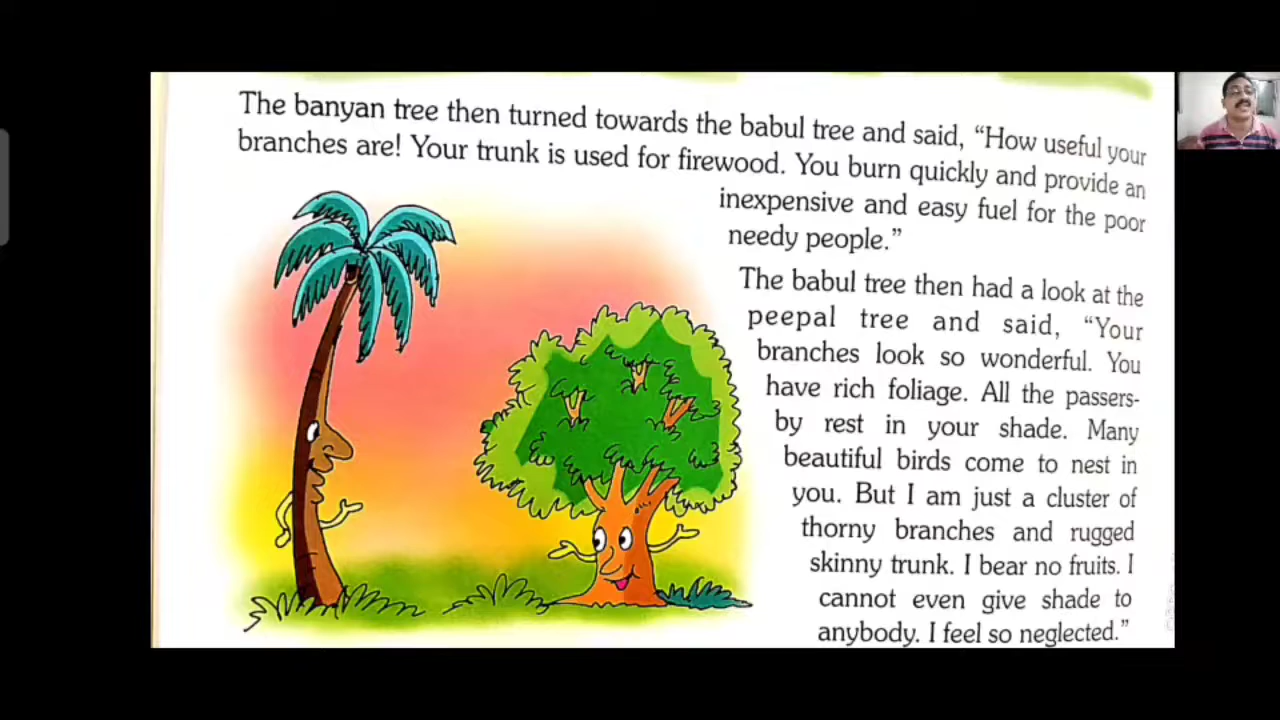 The banyan tree then turned towards the babul tree and said, “How useful your
branches are! Your trunk is used for firewood. You burn quickly and provide an
inexpensive and easy fuel for the poor
needy people.”
The babul tree then had a look at the
peepal tree and said, “Your
branches look so wonderful. You
have rich foliage. All the passers-
by rest in your shade. Many
beautiful birds come to nest in
you. But I am just a cluster of
thorny branches and rugged
skinny trunk. I bear no fruits. I
cannot even give shade to
anybody. I feel so neglected.”